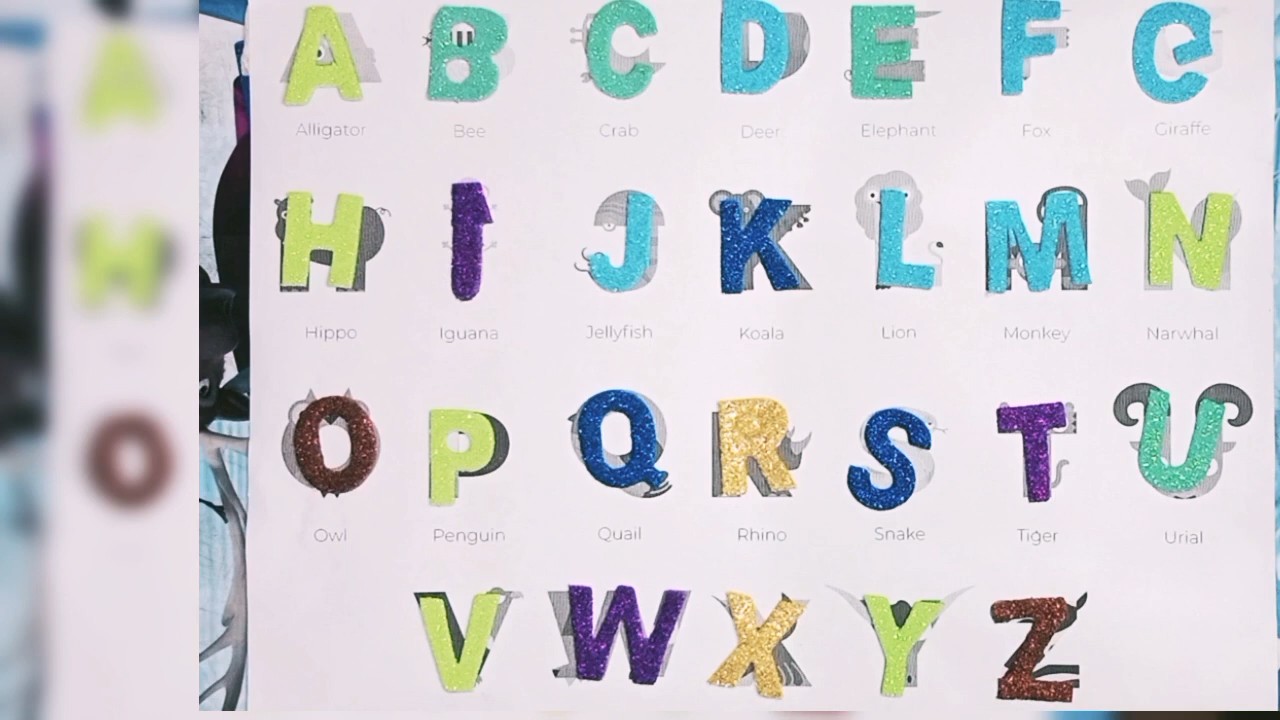 A B C D E F G
Alligator Bee Crab Deer Elephant Fox Giraffe
H I J K L M N
Hippo Iguana Jellyfish Koala Lion Monkey Narwhal
O P Q R S T U
Owl Penguin Quail Rhino Snake Tiger Urial
V W X Y Z